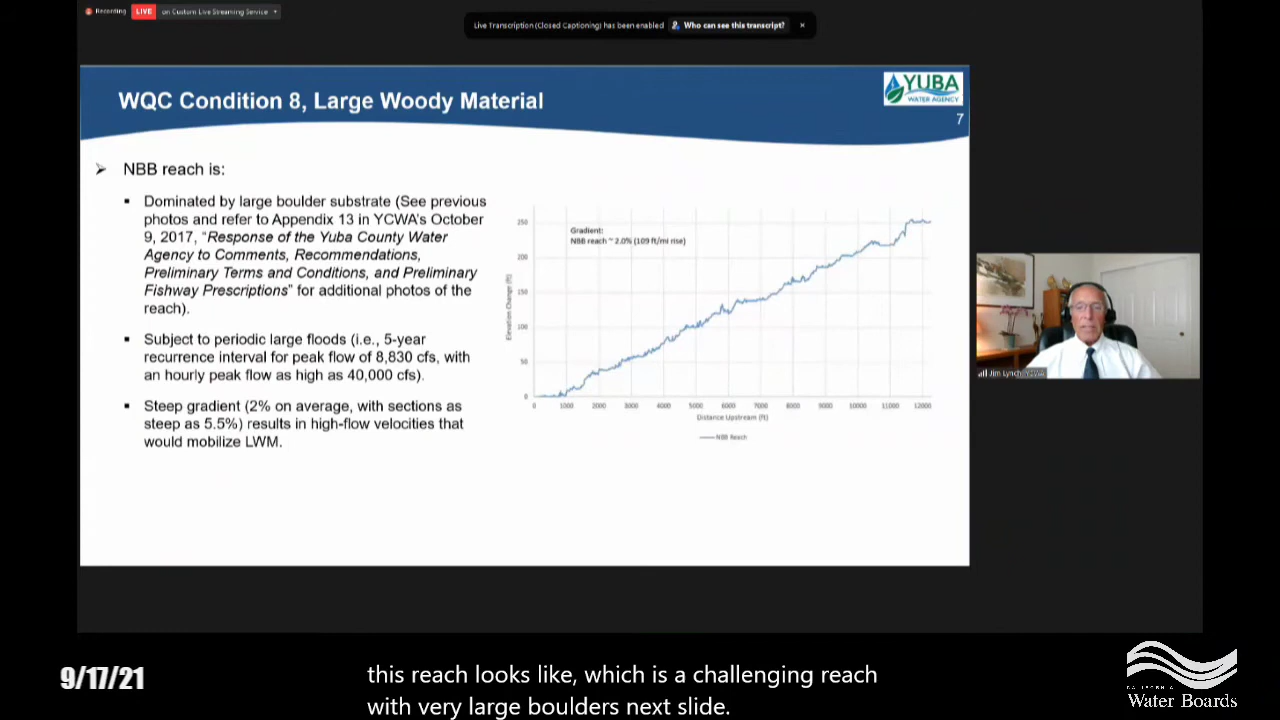 Recording
LIVE
on Custom Live Streaming Service
Live Transcription (Closed Captioning) has been enabled
Who can see this transcript?
WQC Condition 8, Large Woody Material
YUBA
WATER AGENCY
7
➢ NBB reach is:
▪ Dominated by large boulder substrate (See previous
photos and refer to Appendix 13 in YCWA's October
9, 2017, "Response of the Yuba County Water
Agency to Comments, Recommendations,
Preliminary Terms and Conditions, and Preliminary
Fishway Prescriptions" for additional photos of the
reach).
▪ Subject to periodic large floods (i.e., 5-year
recurrence interval for peak flow of 8,830 cfs, with
an hourly peak flow as high as 40,000 cfs).
▪ Steep gradient (2% on average, with sections as
steep as 5.5%) results in high-flow velocities that
would mobilize LWM.
Gradient:
NBB reach ~ 2.0% (109 ft/mi rise)
Elevation Change (ft)
250
200
150
100
50
0
0 1000 2000 3000 4000 5000 6000 7000 8000 9000 10000 11000 12000
Distance Upstream (ft)
NBB Reach
Jim Lynch
9/17/21
this reach looks like, which is a challenging reach
with very large boulders next slide.
CALIFORNIA
Water Boards